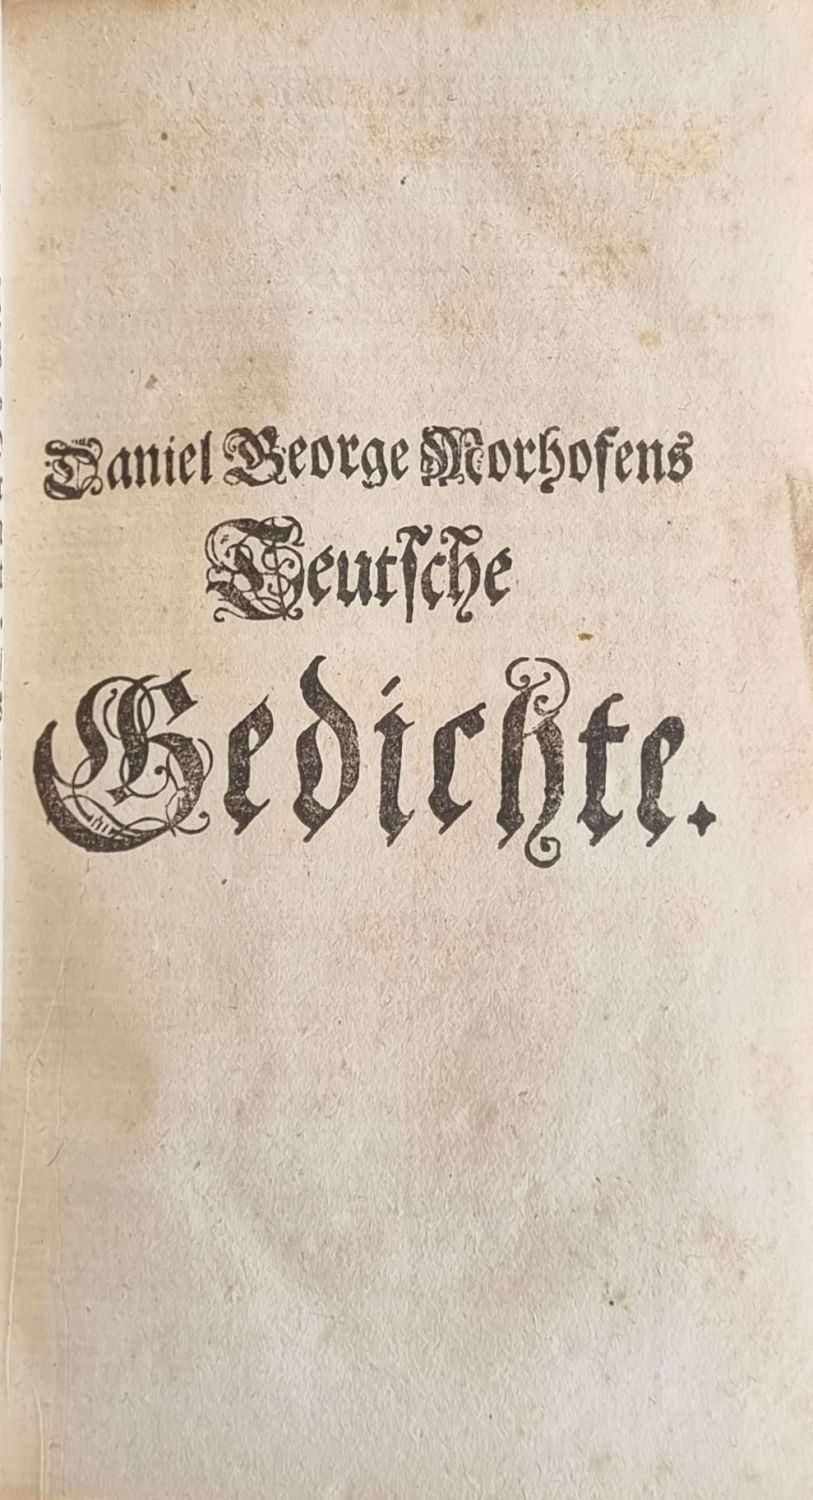 Daniel George Morhofens
Teutſche
Gedichte.